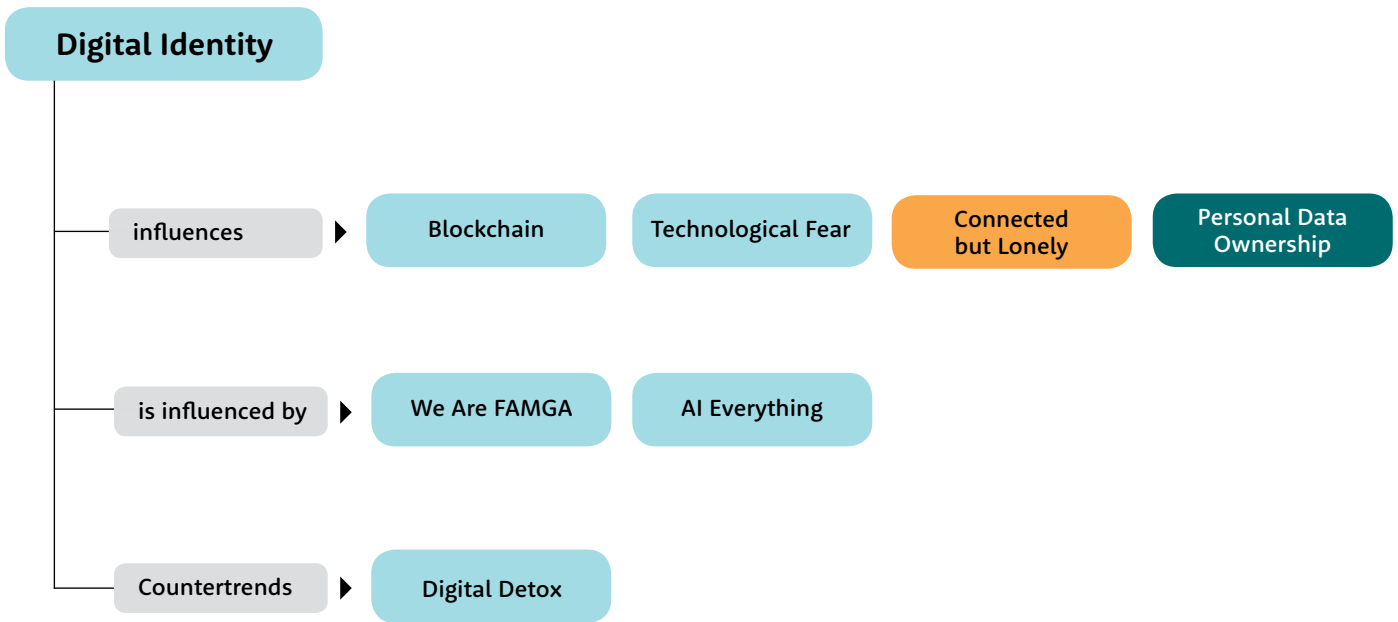 Digital Identity
influences
Blockchain
Technological Fear
Connected
but Lonely
Personal Data
Ownership
is influenced by
We Are FAMGA
AI Everything
Countertrends
Digital Detox